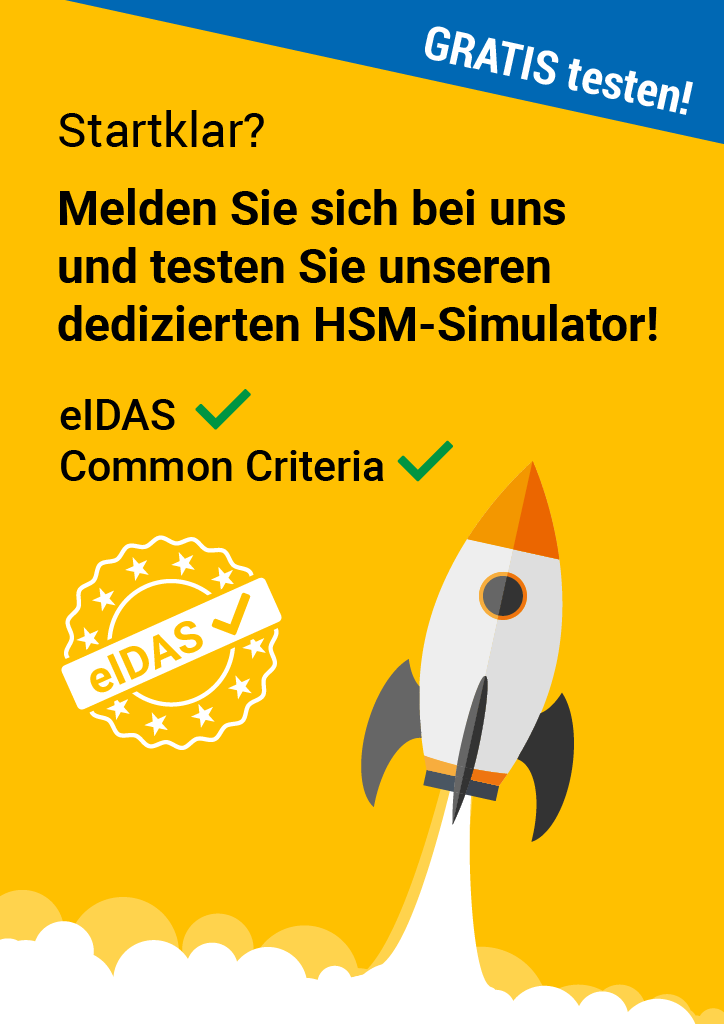 GRATIS testen!
Startklar?
Melden Sie sich bei uns
und testen Sie unseren
dedizierten HSM-Simulator!
eIDAS
Common Criteria
eIDAS